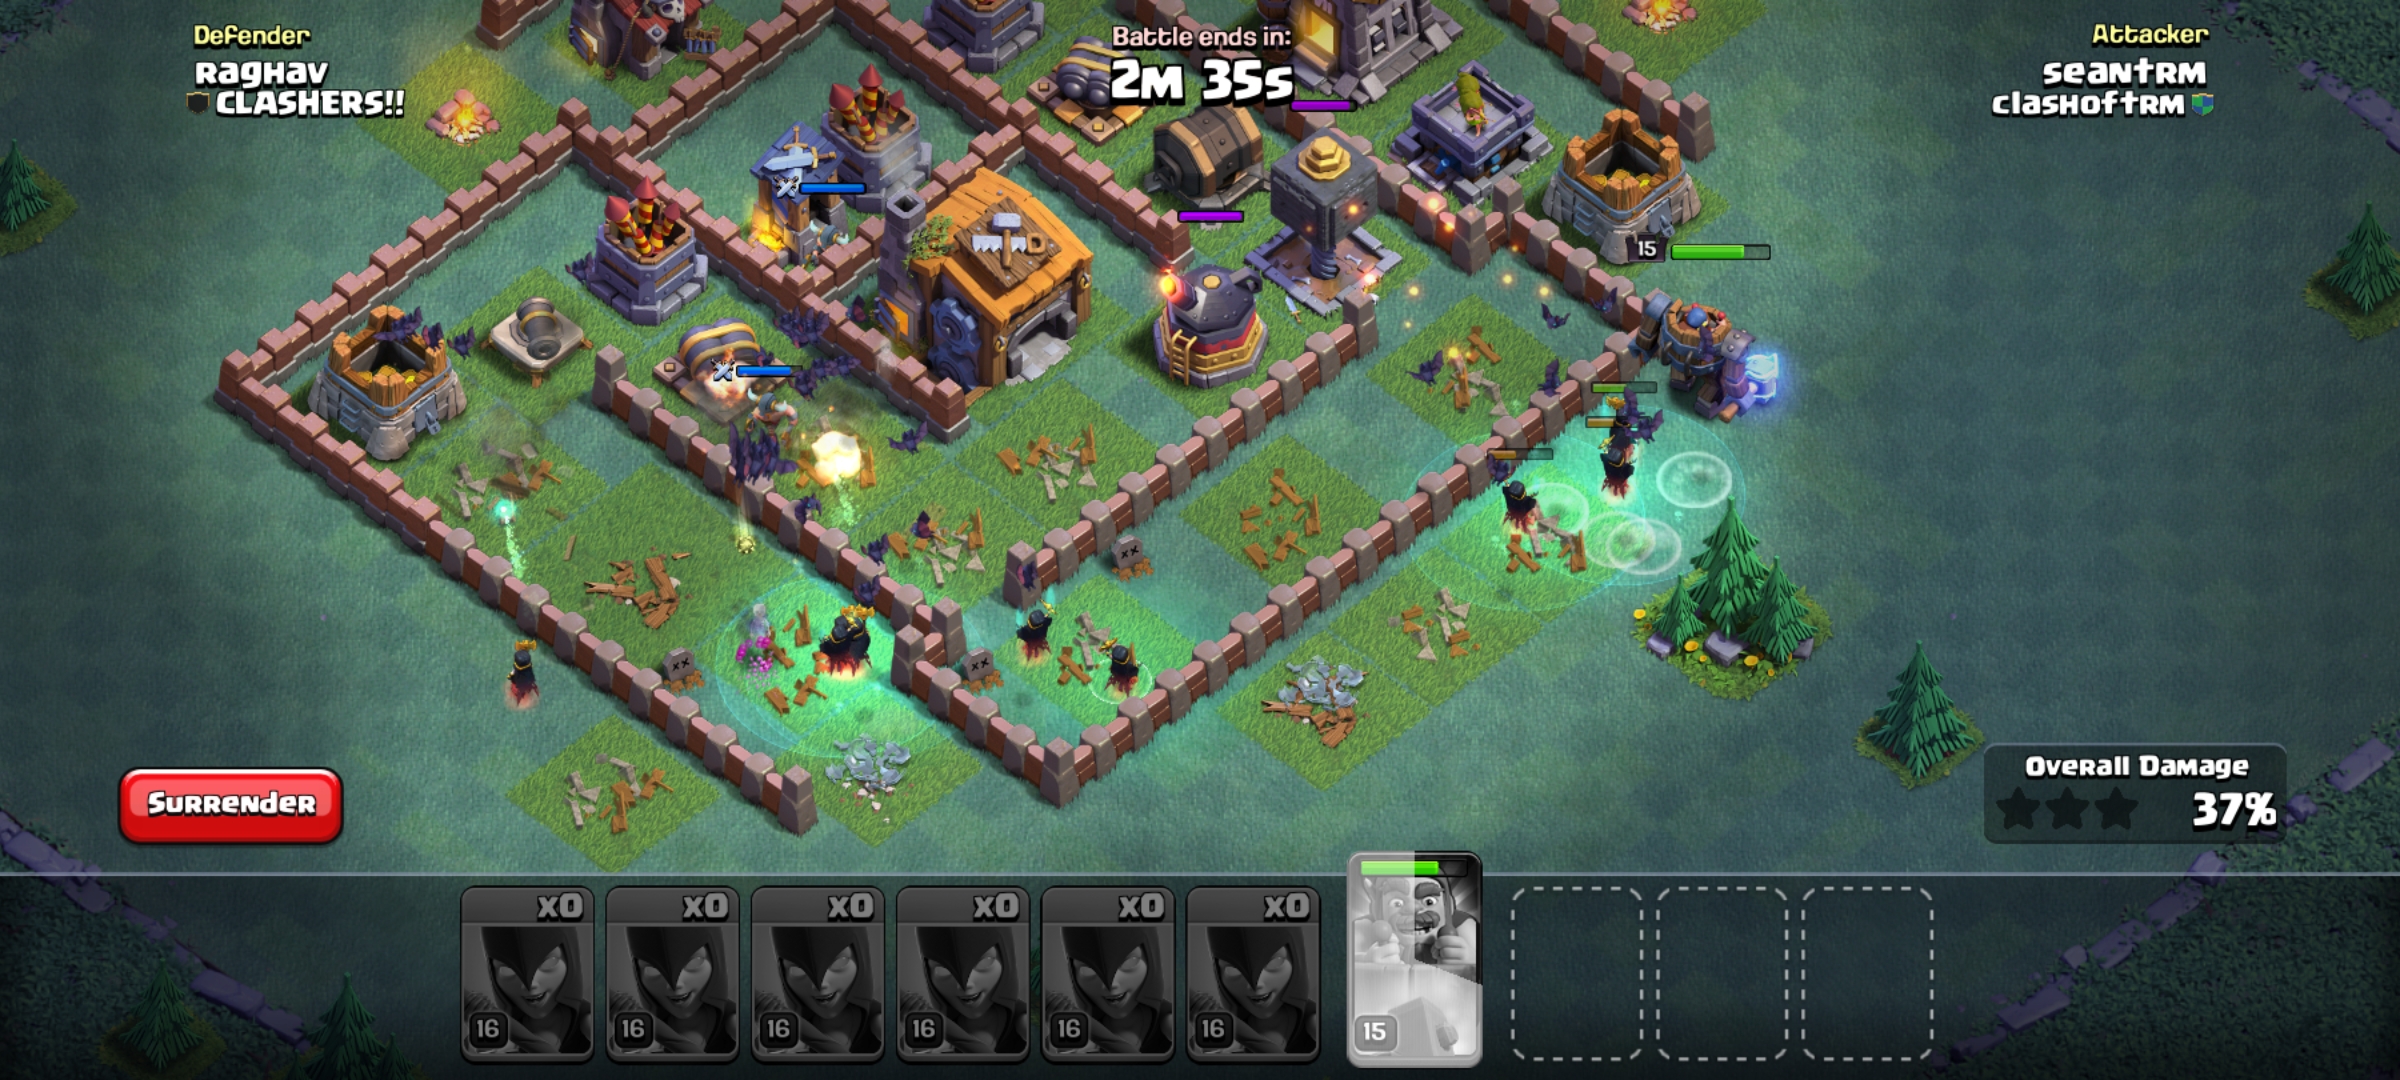 Defender
Raghav
CLASHERS!!
Battle ends in:
2M 35s
Attacker
seantRM
clashoftRM
15
Surrender
Overall Damage
37%
x0
x0
x0
x0
x0
x0
16
16
16
16
16
16
15